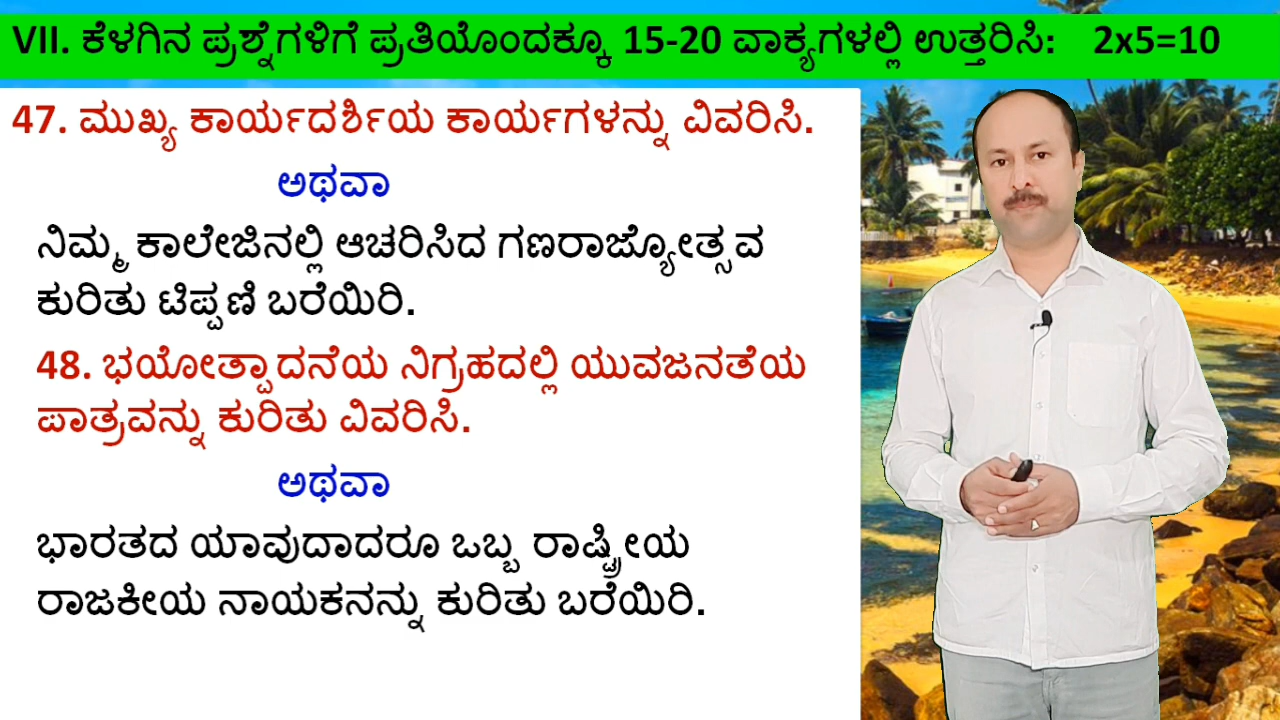 VII. ಕೆಳಗಿನ ಪ್ರಶ್ನೆಗಳಿಗೆ ಪ್ರತಿಯೊಂದಕ್ಕೂ 15-20 ವಾಕ್ಯಗಳಲ್ಲಿ ಉತ್ತರಿಸಿ: 2x5=10
47. ಮುಖ್ಯ ಕಾರ್ಯದರ್ಶಿಯ ಕಾರ್ಯಗಳನ್ನು ವಿವರಿಸಿ.
ಅಥವಾ
ನಿಮ್ಮ ಕಾಲೇಜಿನಲ್ಲಿ ಆಚರಿಸಿದ ಗಣರಾಜ್ಯೋತ್ಸವ
ಕುರಿತು ಟಿಪ್ಪಣಿ ಬರೆಯಿರಿ.
48. ಭಯೋತ್ಪಾದನೆಯ ನಿಗ್ರಹದಲ್ಲಿ ಯುವಜನತೆಯ
ಪಾತ್ರವನ್ನು ಕುರಿತು ವಿವರಿಸಿ.
ಅಥವಾ
ಭಾರತದ ಯಾವುದಾದರೂ ಒಬ್ಬ ರಾಷ್ಟ್ರೀಯ
ರಾಜಕೀಯ ನಾಯಕನನ್ನು ಕುರಿತು ಬರೆಯಿರಿ.